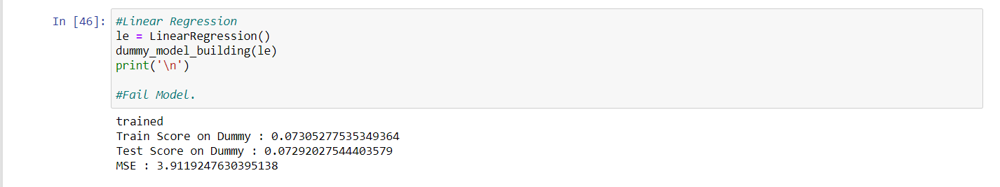 In [46]: #Linear Regression
le = LinearRegression()
dummy_model_building(le)
print('\n')
#Fail Model.
trained
Train Score on Dummy : 0.07305277535349364
Test Score on Dummy : 0.07292027544403579
MSE : 3.9119247630395138